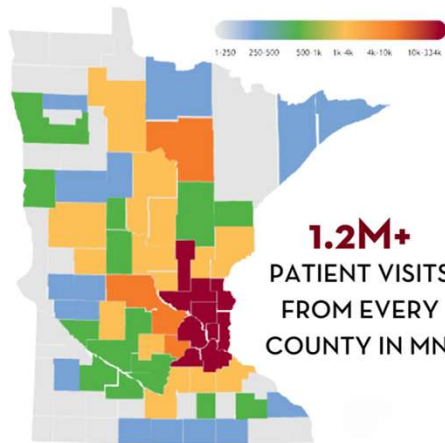 1-250 250-500 500-1k 1k-4k 4k-10k 10k-334k
1.2M+
PATIENT VISITS
FROM EVERY
COUNTY IN MN